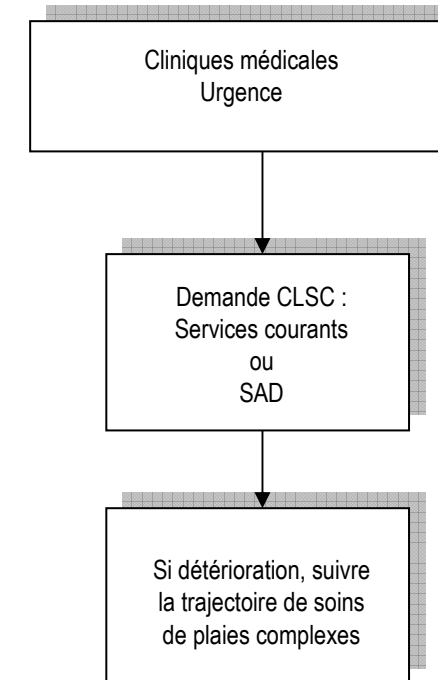 Cliniques médicales
Urgence
Demande CLSC :
Services courants
ou
SAD
Si détérioration, suivre
la trajectoire de soins
de plaies complexes